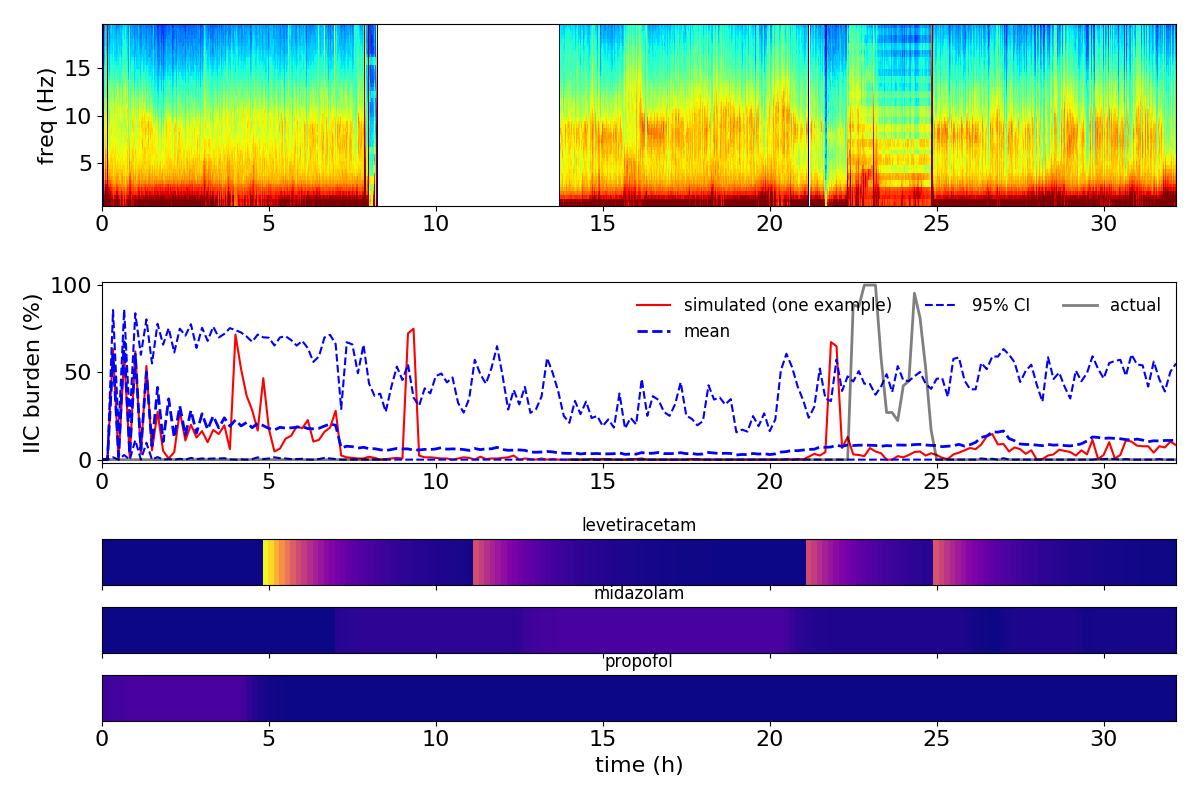 freq (Hz)
15
10
5
0 5 10 15 20 25 30
IIC burden (%)
100
50
0
simulated (one example)
mean
95% CI
actual
0 5 10 15 20 25 30
levetiracetam
midazolam
propofol
0 5 10 15 20 25 30
time (h)